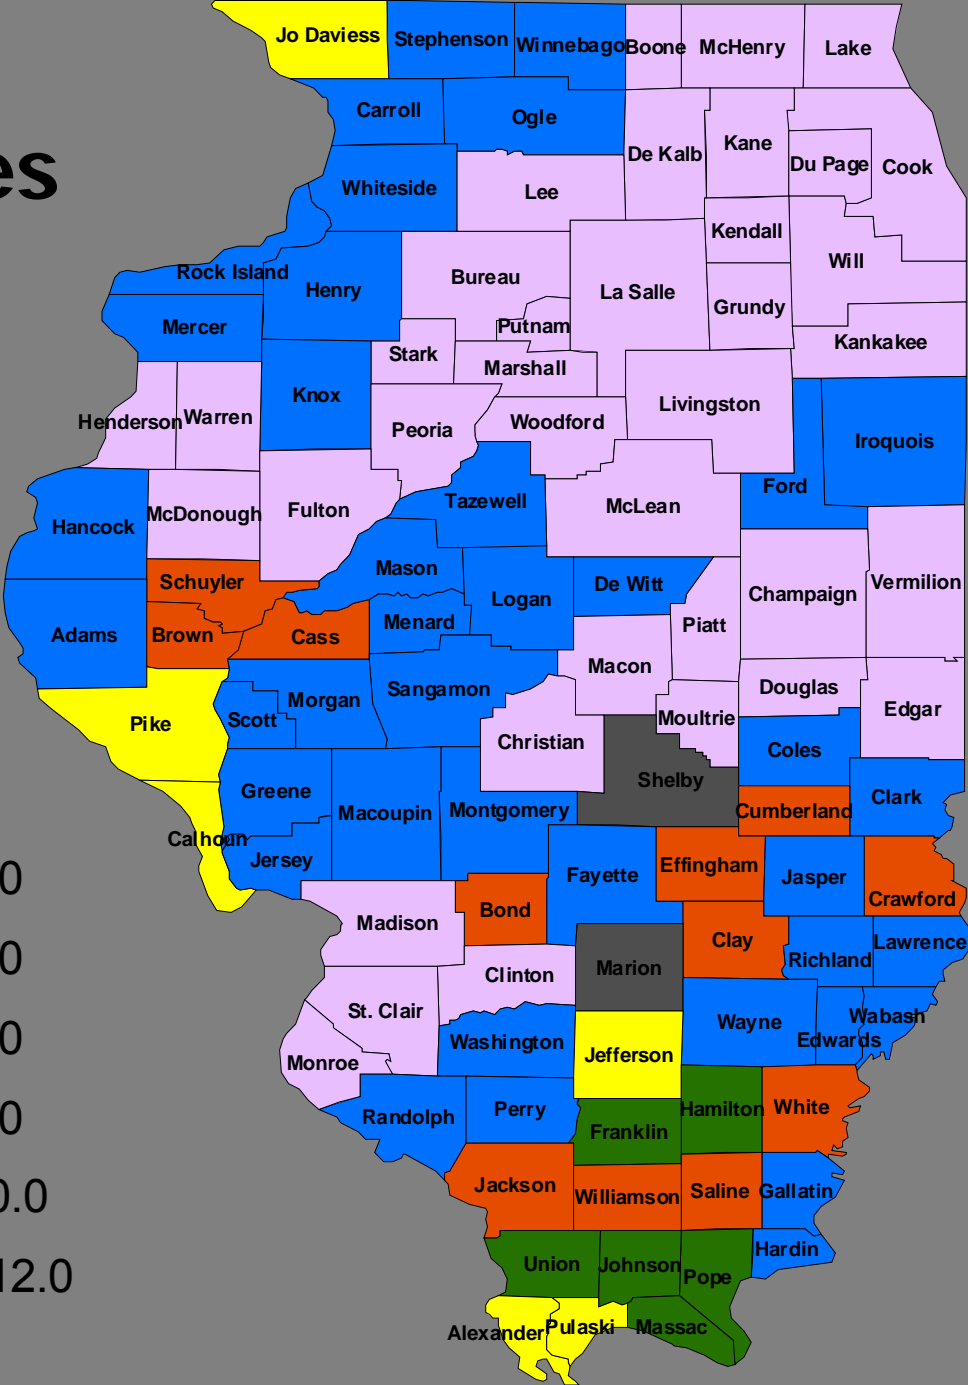 Jo Daviess
Stephenson
Winnebago
Boone
McHenry
Lake
Carroll
Ogle
De Kalb
Kane
Du Page
Cook
es
Whiteside
Lee
Kendall
Will
Rock Island
Henry
Bureau
La Salle
Grundy
Mercer
Putnam
Kankakee
Stark
Marshall
Henderson
Warren
Knox
Peoria
Woodford
Livingston
Iroquois
Ford
Hancock
McDonough
Fulton
Tazewell
McLean
Schuyler
Mason
Logan
De Witt
Champaign
Vermilion
Adams
Brown
Cass
Menard
Piatt
Macon
Pike
Scott
Morgan
Sangamon
Christian
Moultrie
Douglas
Edgar
Coles
Shelby
Greene
Macoupin
Montgomery
Cumberland
Clark
Calhoun
Jersey
Fayette
Effingham
Jasper
Crawford
0
Madison
Bond
Clay
Richland
Lawrence
0
Clinton
Marion
St. Clair
Wayne
Edwards
Wabash
0
Monroe
Washington
Jefferson
0
Randolph
Perry
Franklin
Hamilton
White
0.0
Jackson
Williamson
Saline
Gallatin
12.0
Union
Johnson
Pope
Hardin
Alexander
Pulaski
Massac